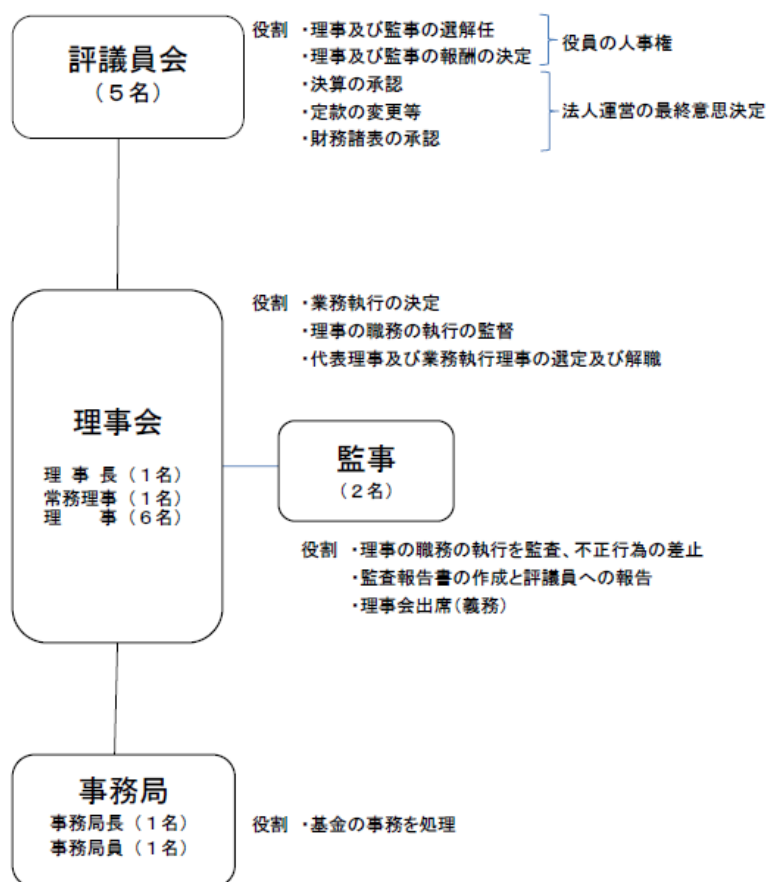 評議員会
（５名）
役割 ・理事及び監事の選解任
・理事及び監事の報酬の決定
役員の人事権
・決算の承認
・定款の変更等
・財務諸表の承認
法人運営の最終意思決定
理事会
理 事 長（１名）
常務理事（１名）
理　　事（６名）
役割 ・業務執行の決定
・理事の職務の執行の監督
・代表理事及び業務執行理事の選定及び解職
監事
（２名）
役割 ・理事の職務の執行を監査、不正行為の差止
・監査報告書の作成と評議員への報告
・理事会出席（義務）
事務局
事務局長（１名）
事務局員（１名）
役割 ・基金の事務を処理